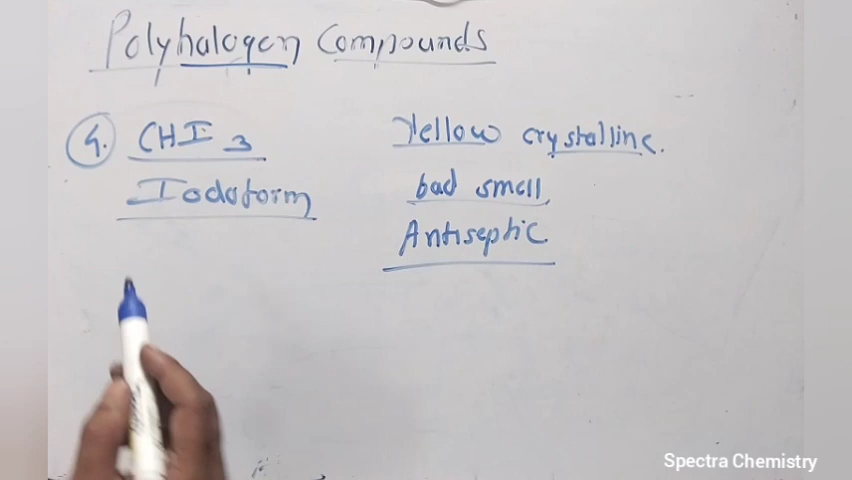 Polyhalogen Compounds
4. CHI3
Yellow crystalline.
Iodoform
bad smell,
Antiseptic
Spectra Chemistry